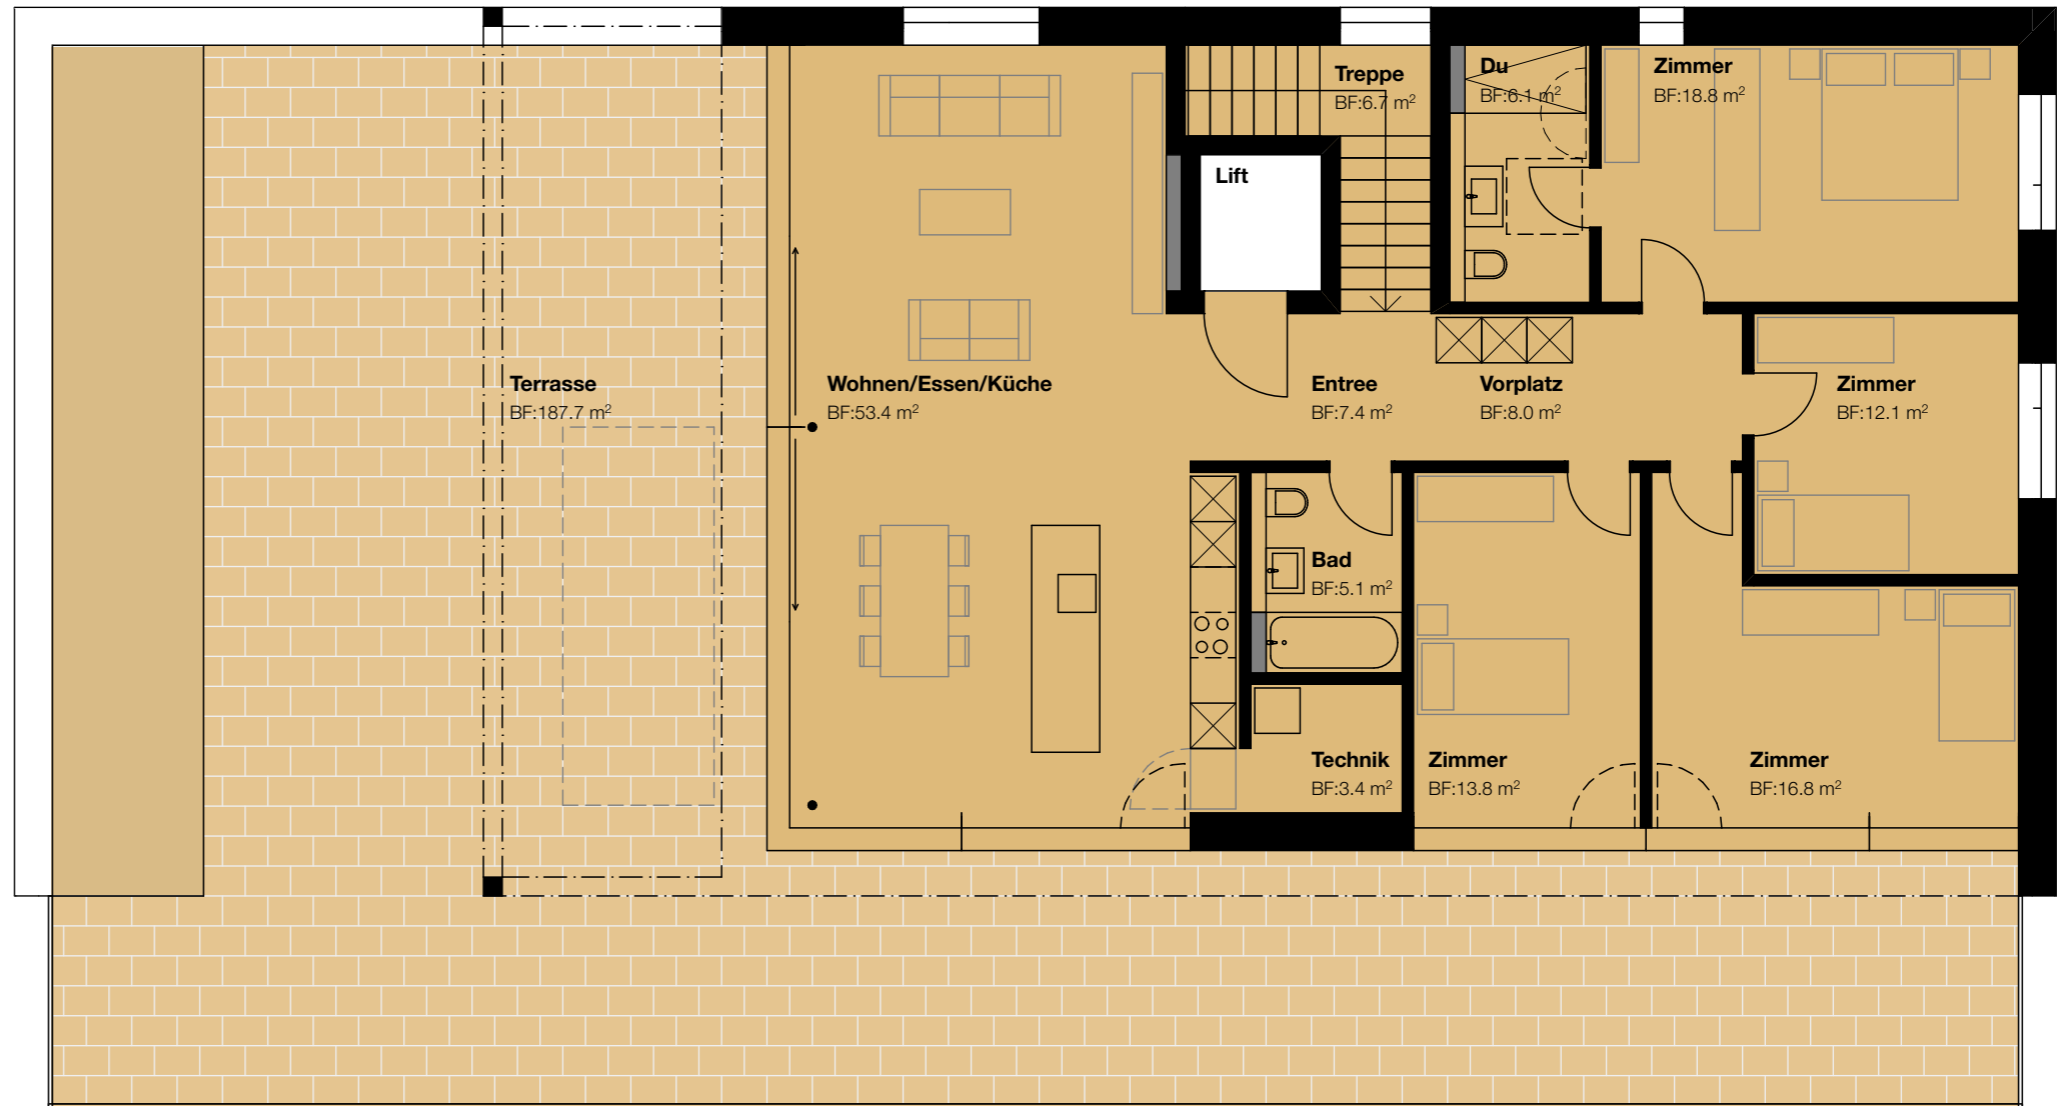 Treppe
BF:6.7 m²
Du
BF:6.1 m²
Zimmer
BF:18.8 m²
Lift
Terrasse
BF:187.7 m²
Wohnen/Essen/Küche
BF:53.4 m²
Entree
BF:7.4 m²
Vorplatz
BF:8.0 m²
Zimmer
BF:12.1 m²
Bad
BF:5.1 m²
Technik
BF:3.4 m²
Zimmer
BF:13.8 m²
Zimmer
BF:16.8 m²